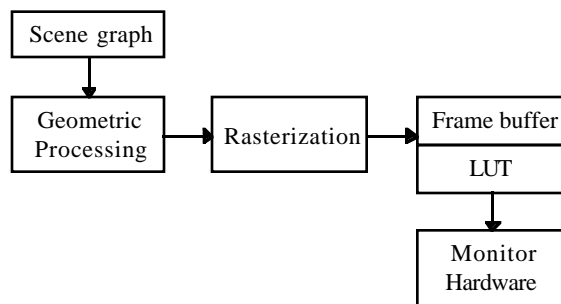 Scene graph
Geometric
Processing
Rasterization
Frame buffer
LUT
Monitor
Hardware